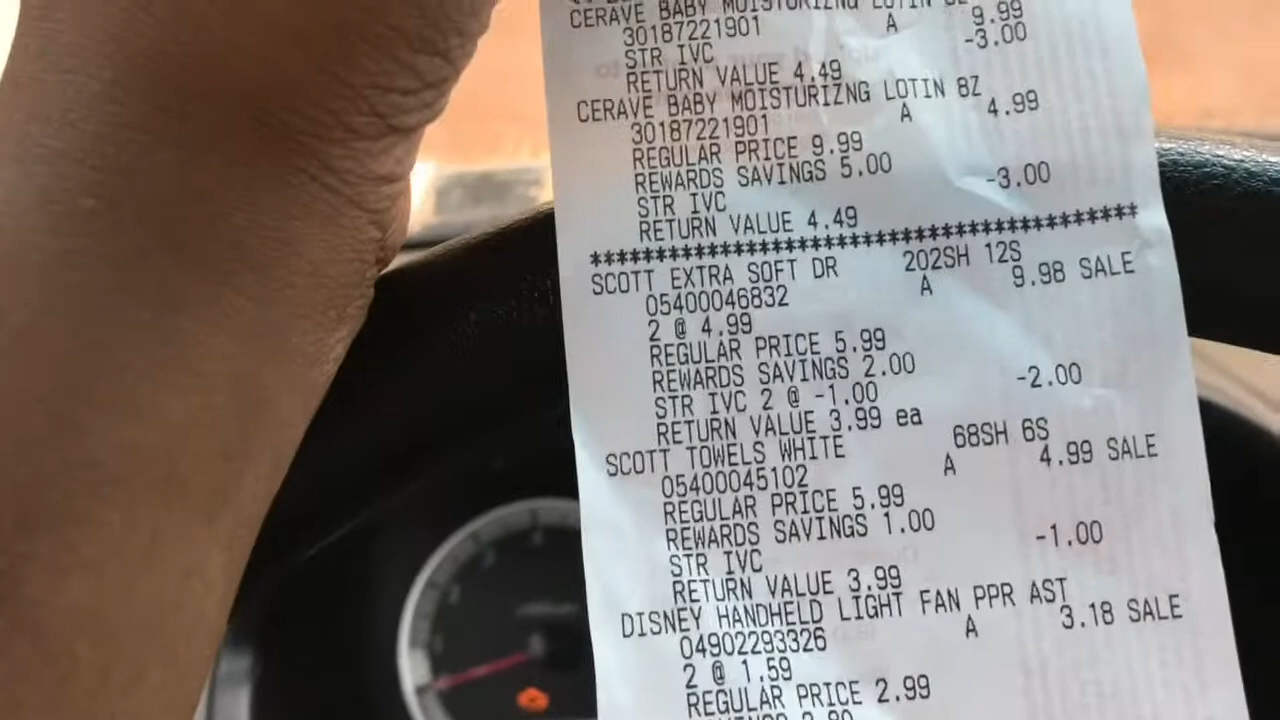 CERAVE BABY MOISTURIZNG LOTIN
30187221901 A 9.99
STR IVC -3.00
RETURN VALUE 4.49
CERAVE BABY MOISTURIZNG LOTIN 8Z
30187221901 A 4.99
REGULAR PRICE 9.99
REWARDS SAVINGS 5.00
STR IVC -3.00
RETURN VALUE 4.49
******************************************
SCOTT EXTRA SOFT DR 202SH 12S
05400046832 A 9.98 SALE
2 @ 4.99
REGULAR PRICE 5.99
REWARDS SAVINGS 2.00
STR IVC 2 @ -1.00 -2.00
RETURN VALUE 3.99 ea
SCOTT TOWELS WHITE 68SH 6S
05400045102 A 4.99 SALE
REGULAR PRICE 5.99
REWARDS SAVINGS 1.00
STR IVC -1.00
RETURN VALUE 3.99
DISNEY HANDHELD LIGHT FAN PPR AST
04902293326 A 3.18 SALE
2 @ 1.59
REGULAR PRICE 2.99